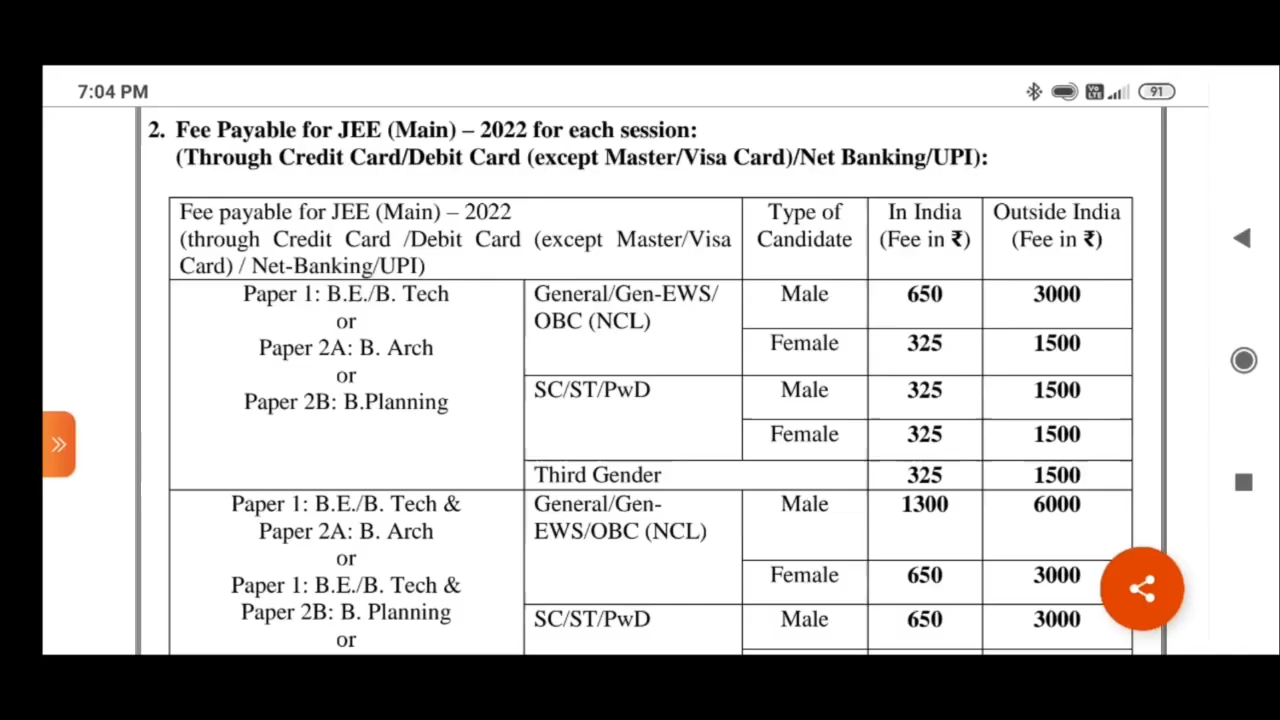 7:04 PM
Vo LTE
91
2. Fee Payable for JEE (Main) – 2022 for each session:
(Through Credit Card/Debit Card (except Master/Visa Card)/Net Banking/UPI):
Fee payable for JEE (Main) – 2022
(through Credit Card /Debit Card (except Master/Visa
Card) / Net-Banking/UPI)
Type of
Candidate
In India
(Fee in ₹)
Outside India
(Fee in ₹)
Paper 1: B.E./B. Tech
or
Paper 2A: B. Arch
or
Paper 2B: B.Planning
General/Gen-EWS/
OBC (NCL)
Male 650 3000
Female 325 1500
SC/ST/PwD Male 325 1500
Female 325 1500
Third Gender 325 1500
Paper 1: B.E./B. Tech &
Paper 2A: B. Arch
or
Paper 1: B.E./B. Tech &
Paper 2B: B. Planning
or
General/Gen-
EWS/OBC (NCL)
Male 1300 6000
Female 650 3000
SC/ST/PwD Male 650 3000